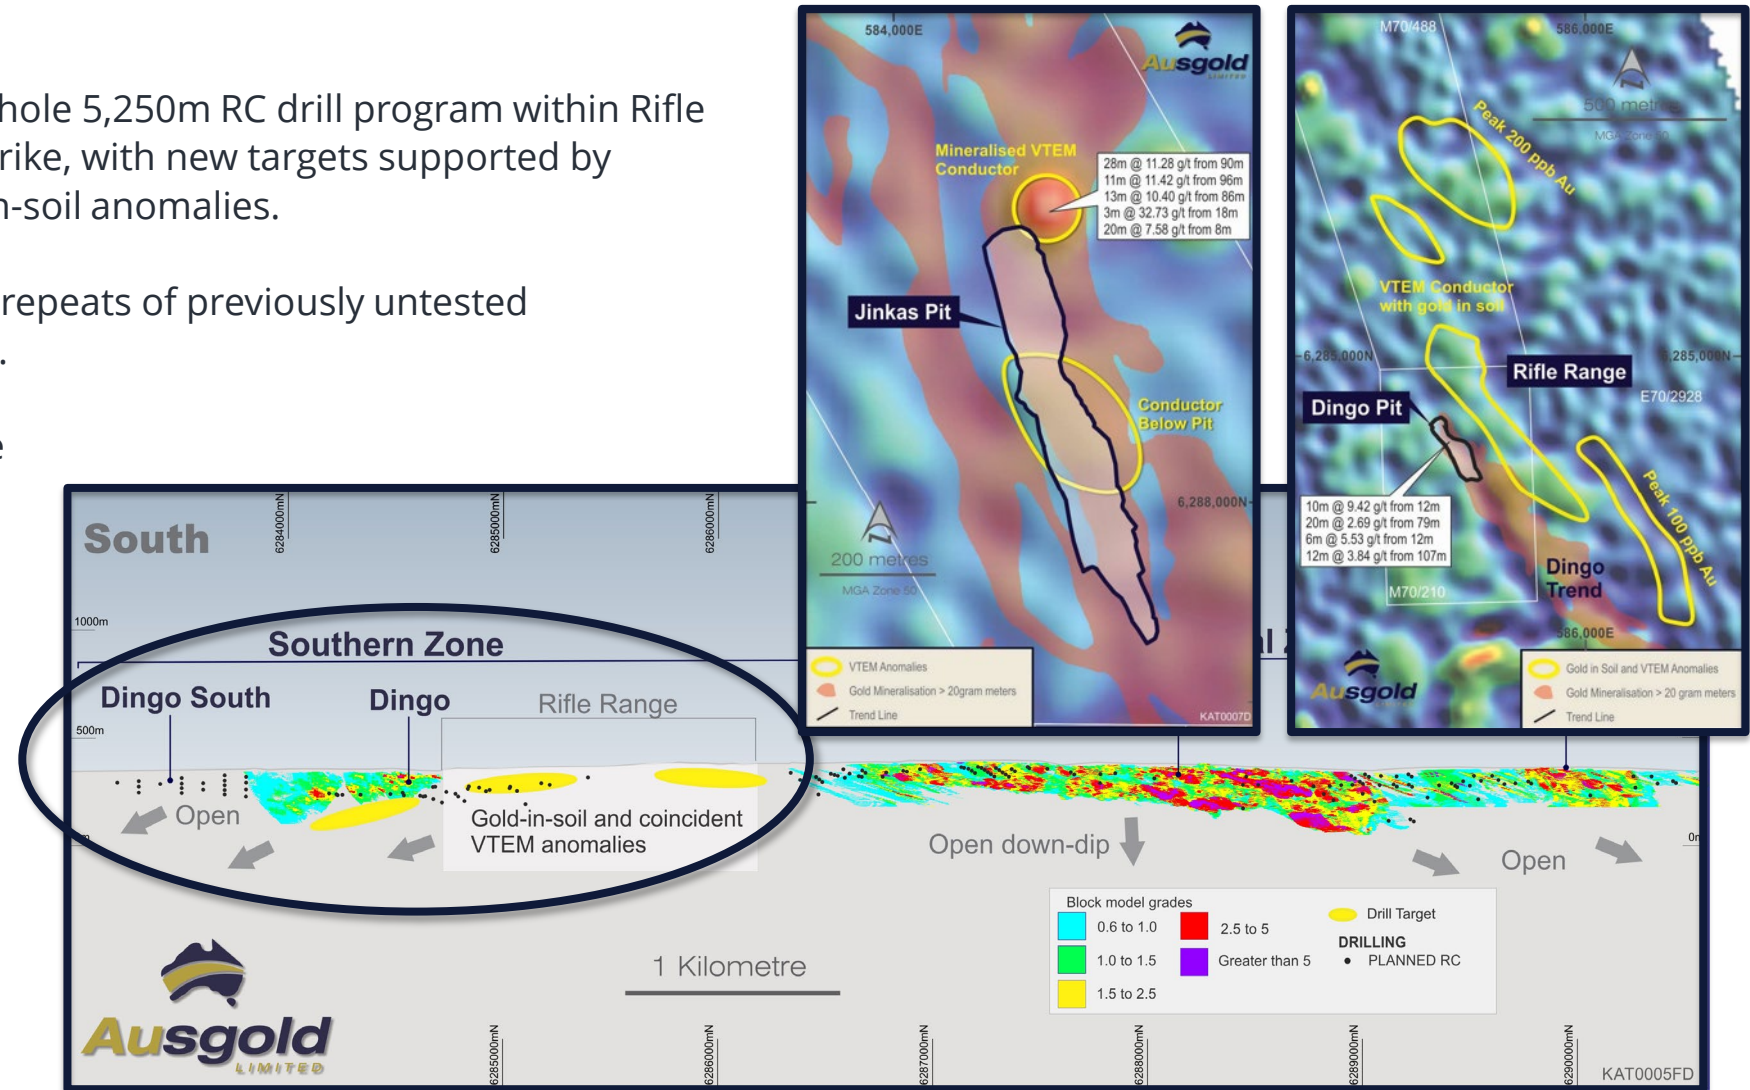 hole 5,250m RC drill program within Rifle
rike, with new targets supported by
n-soil anomalies.
repeats of previously untested
.
e
584,000E
Ausgold
LIMITED
Mineralised VTEM
Conductor
28m @ 11.28 g/t from 90m
11m @ 11.42 g/t from 96m
13m @ 10.40 g/t from 86m
3m @ 32.73 g/t from 18m
20m @ 7.58 g/t from 8m
Jinkas Pit
Conductor
Below Pit
6,288,000N
N
200 metres
MGA Zone 50
VTEM Anomalies
Gold Mineralisation > 20gram meters
Trend Line
KAT0007D
M70/488
586,000E
N
500 metres
MGA Zone 50
Peak 200 ppb Au
VTEM Conductor
with gold in soil
6,285,000N
6,285,000N
Rifle Range
E70/2928
Dingo Pit
10m @ 9.42 g/t from 12m
20m @ 2.69 g/t from 79m
6m @ 5.53 g/t from 12m
12m @ 3.84 g/t from 107m
Peak 100 ppb Au
Dingo
Trend
M70/210
586,000E
Ausgold
LIMITED
Gold in Soil and VTEM Anomalies
Gold Mineralisation > 20 gram meters
Trend Line
South
6284000mN
6285000mN
6286000mN
1000m
Southern Zone
al Z
Dingo South
Dingo
Rifle Range
500m
Open
Gold-in-soil and coincident
VTEM anomalies
Open down-dip
Open
0m
Block model grades
0.6 to 1.0
2.5 to 5
Drill Target
1.0 to 1.5
Greater than 5
DRILLING
PLANNED RC
1.5 to 2.5
1 Kilometre
Ausgold
LIMITED
6285000mN
6286000mN
6287000mN
6288000mN
6289000mN
6290000mN
KAT0005FD